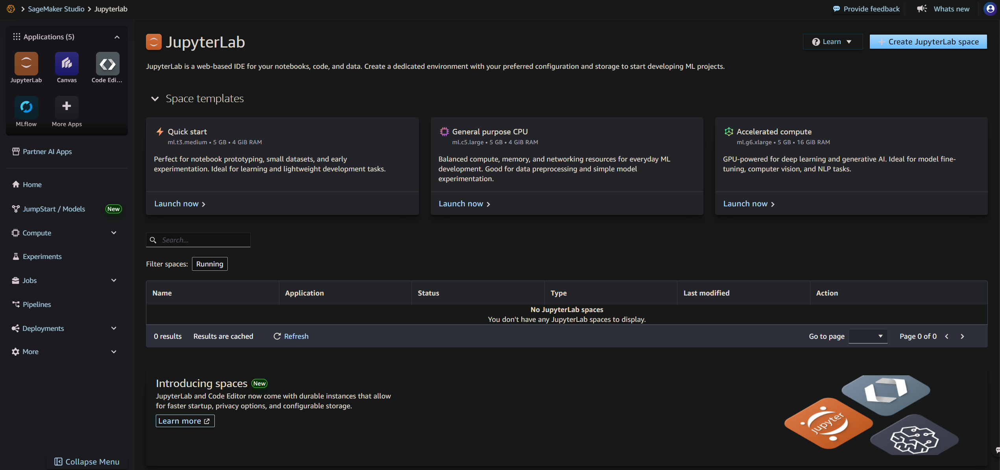 SageMaker Studio > Jupyterlab
Provide feedback
Whats new
Applications (5)
JupyterLab
Canvas
Code Edi...
MLflow
More Apps
Partner AI Apps
Home
JumpStart / Models New
Compute
Experiments
Jobs
Pipelines
Deployments
More
Collapse Menu
JupyterLab
Learn
Create JupyterLab space
JupyterLab is a web-based IDE for your notebooks, code, and data. Create a dedicated environment with your preferred configuration and storage to start developing ML projects.
Space templates
Quick start
ml.t3.medium • 5 GB • 4 GiB RAM
Perfect for notebook prototyping, small datasets, and early
experimentation. Ideal for learning and lightweight development tasks.
Launch now
General purpose CPU
ml.c5.large • 5 GB • 4 GiB RAM
Balanced compute, memory, and networking resources for everyday ML
development. Good for data preprocessing and simple model
experimentation.
Launch now
Accelerated compute
ml.g6.xlarge • 5 GB • 16 GiB RAM
GPU-powered for deep learning and generative AI. Ideal for model fine-
tuning, computer vision, and NLP tasks.
Launch now
Search...
Filter spaces: Running
Name Application Status Type Last modified Action
No JupyterLab spaces
You don't have any JupyterLab spaces to display.
0 results Results are cached Refresh Go to page Page 0 of 0
Introducing spaces New
JupyterLab and Code Editor now come with durable instances that allow
for faster startup, privacy options, and configurable storage.
Learn more
Jupyter